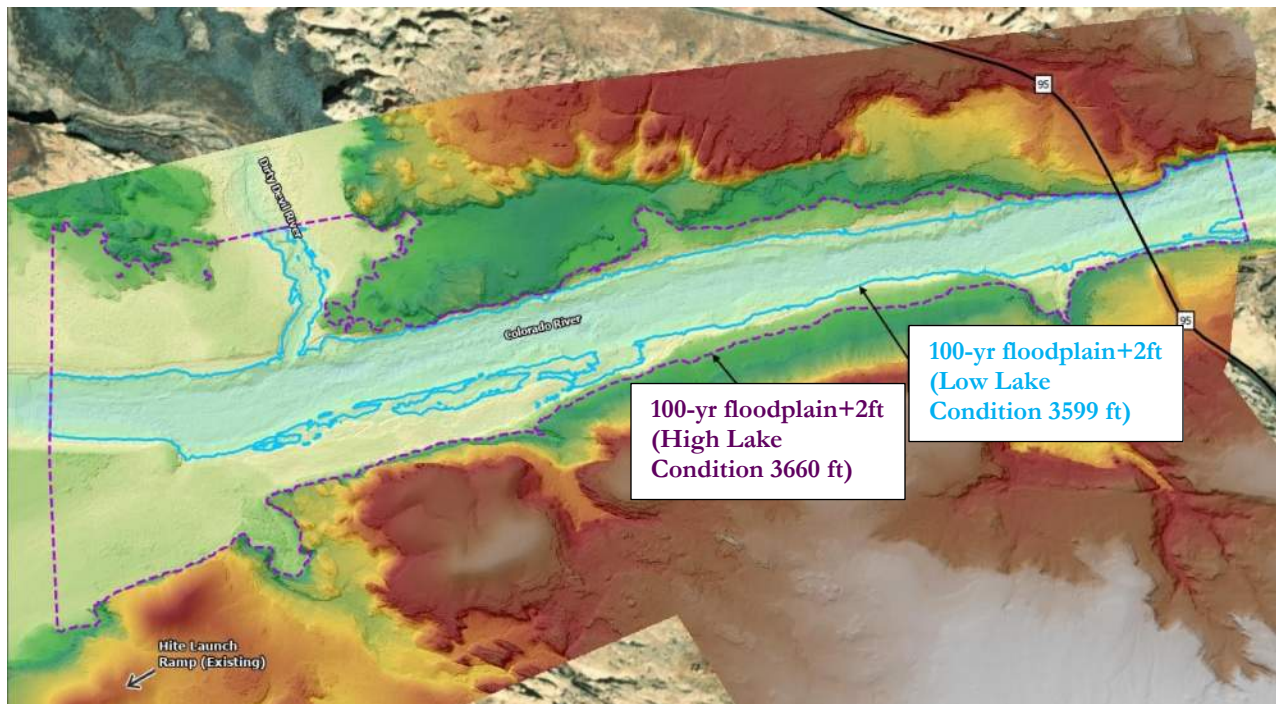 95
Dirty Devil River
Colorado River
95
100-yr floodplain+2ft
(Low Lake
Condition 3599 ft)
100-yr floodplain+2ft
(High Lake
Condition 3660 ft)
Hite Launch
Ramp (Existing)